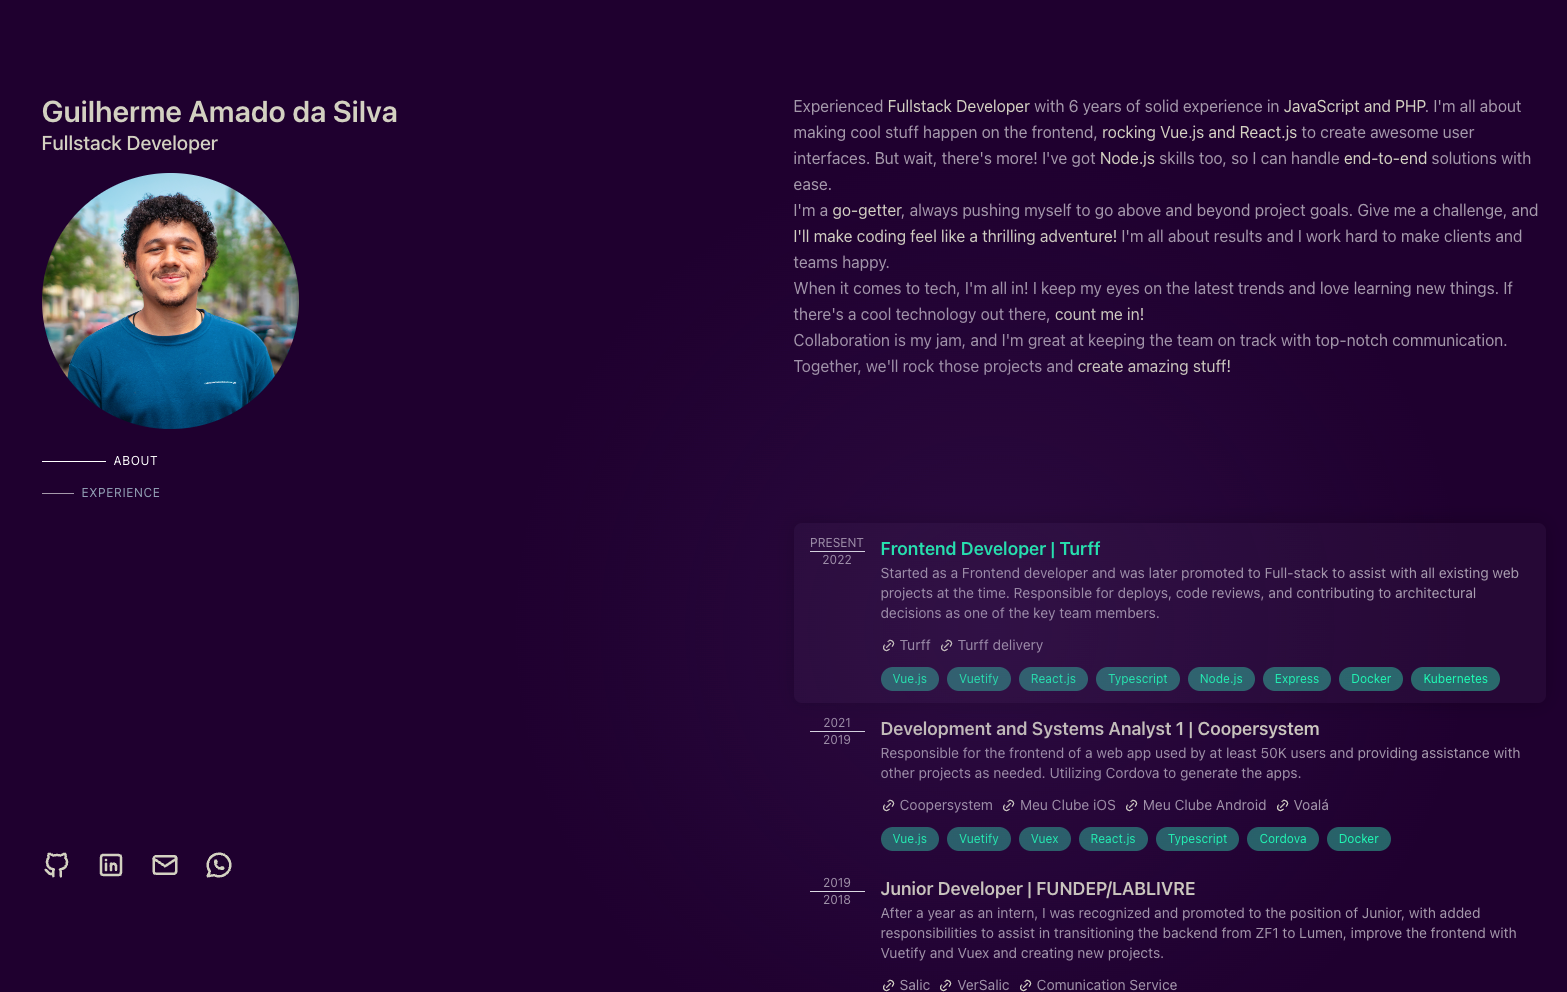 Guilherme Amado da Silva
Fullstack Developer
ABOUT
EXPERIENCE
Experienced Fullstack Developer with 6 years of solid experience in JavaScript and PHP. I'm all about
making cool stuff happen on the frontend, rocking Vue.js and React.js to create awesome user
interfaces. But wait, there's more! I've got Node.js skills too, so I can handle end-to-end solutions with
ease.
I'm a go-getter, always pushing myself to go above and beyond project goals. Give me a challenge, and
I'll make coding feel like a thrilling adventure! I'm all about results and I work hard to make clients and
teams happy.
When it comes to tech, I'm all in! I keep my eyes on the latest trends and love learning new things. If
there's a cool technology out there, count me in!
Collaboration is my jam, and I'm great at keeping the team on track with top-notch communication.
Together, we'll rock those projects and create amazing stuff!
PRESENT
2022
Frontend Developer | Turff
Started as a Frontend developer and was later promoted to Full-stack to assist with all existing web
projects at the time. Responsible for deploys, code reviews, and contributing to architectural
decisions as one of the key team members.
Turff Turff delivery
Vue.js Vuetify React.js Typescript Node.js Express Docker Kubernetes
2021
2019
Development and Systems Analyst 1 | Coopersystem
Responsible for the frontend of a web app used by at least 50K users and providing assistance with
other projects as needed. Utilizing Cordova to generate the apps.
Coopersystem Meu Clube iOS Meu Clube Android Voalá
Vue.js Vuetify Vuex React.js Typescript Cordova Docker
2019
2018
Junior Developer | FUNDEP/LABLIVRE
After a year as an intern, I was recognized and promoted to the position of Junior, with added
responsibilities to assist in transitioning the backend from ZF1 to Lumen, improve the frontend with
Vuetify and Vuex and creating new projects.
Salic VerSalic Comunication Service